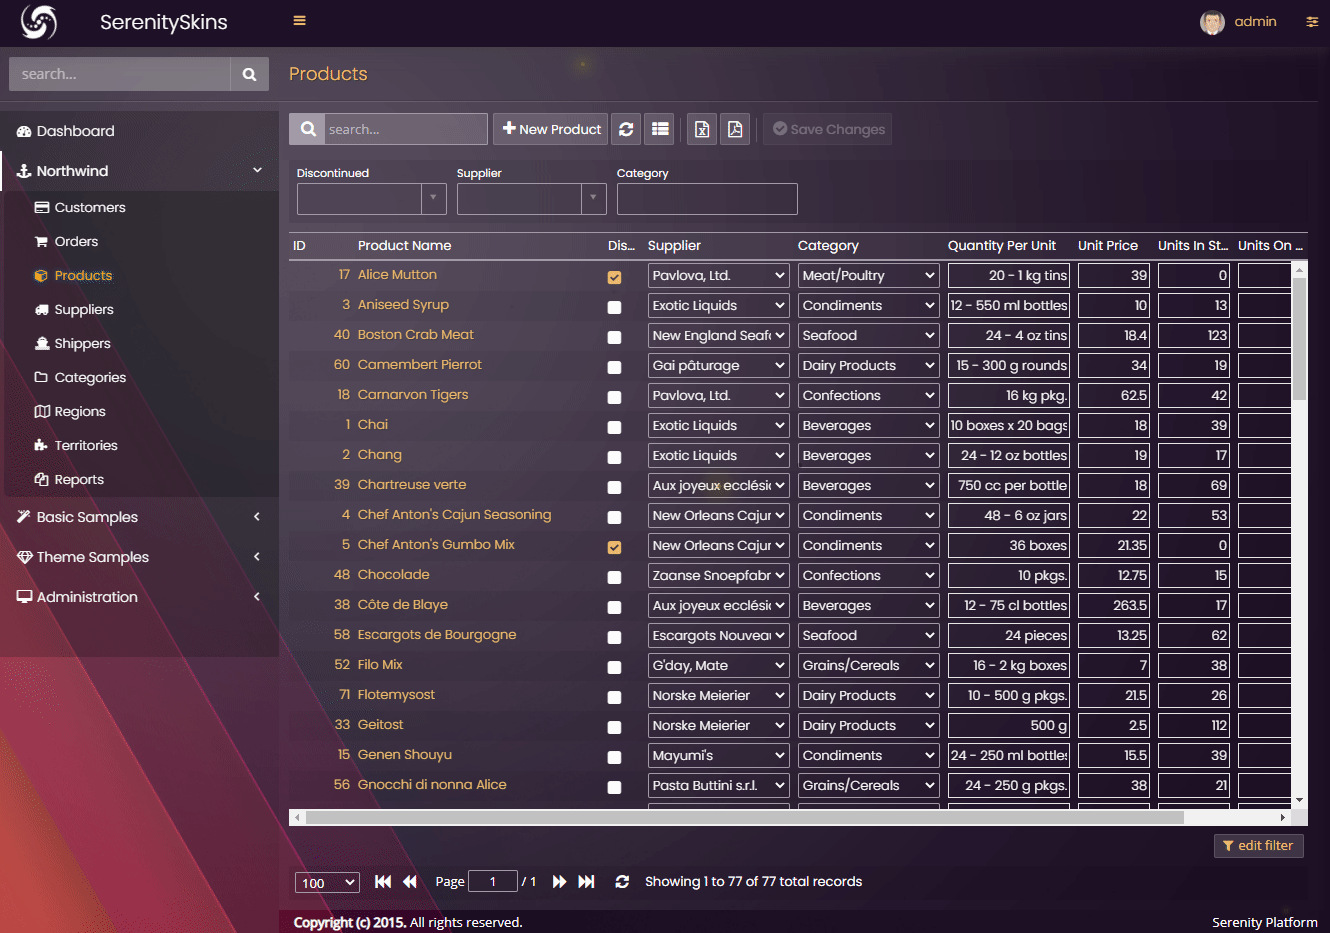 SerenitySkins
admin
search...
Products
Dashboard
Northwind
Customers
Orders
Products
Suppliers
Shippers
Categories
Regions
Territories
Reports
Basic Samples
Theme Samples
Administration
search... New Product Save Changes
Discontinued Supplier Category
ID Product Name Dis... Supplier Category Quantity Per Unit Unit Price Units In St... Units On ...
17 Alice Mutton Pavlova, Ltd. Meat/Poultry 20 - 1 kg tins 39 0
3 Aniseed Syrup Exotic Liquids Condiments 12 - 550 ml bottles 10 13
40 Boston Crab Meat New England Seaf Seafood 24 - 4 oz tins 18.4 123
60 Camembert Pierrot Gai pâturage Dairy Products 15 - 300 g rounds 34 19
18 Carnarvon Tigers Pavlova, Ltd. Confections 16 kg pkg. 62.5 42
1 Chai Exotic Liquids Beverages 10 boxes x 20 bags 18 39
2 Chang Exotic Liquids Beverages 24 - 12 oz bottles 19 17
39 Chartreuse verte Aux joyeux ecclési Beverages 750 cc per bottle 18 69
4 Chef Anton's Cajun Seasoning New Orleans Cajur Condiments 48 - 6 oz jars 22 53
5 Chef Anton's Gumbo Mix New Orleans Cajur Condiments 36 boxes 21.35 0
48 Chocolade Zaanse Snoepfabr Confections 10 pkgs. 12.75 15
38 Côte de Blaye Aux joyeux ecclési Beverages 12 - 75 cl bottles 263.5 17
58 Escargots de Bourgogne Escargots Nouveau Seafood 24 pieces 13.25 62
52 Filo Mix G'day, Mate Grains/Cereals 16 - 2 kg boxes 7 38
71 Flotemysost Norske Meierier Dairy Products 10 - 500 g pkgs. 21.5 26
33 Geitost Norske Meierier Dairy Products 500 g 2.5 112
15 Genen Shouyu Mayumi's Condiments 24 - 250 ml bottles 15.5 39
56 Gnocchi di nonna Alice Pasta Buttini s.r.l. Grains/Cereals 24 - 250 g pkgs. 38 21
edit filter
100 Page 1 / 1 Showing 1 to 77 of 77 total records
Copyright (c) 2015. All rights reserved. Serenity Platform